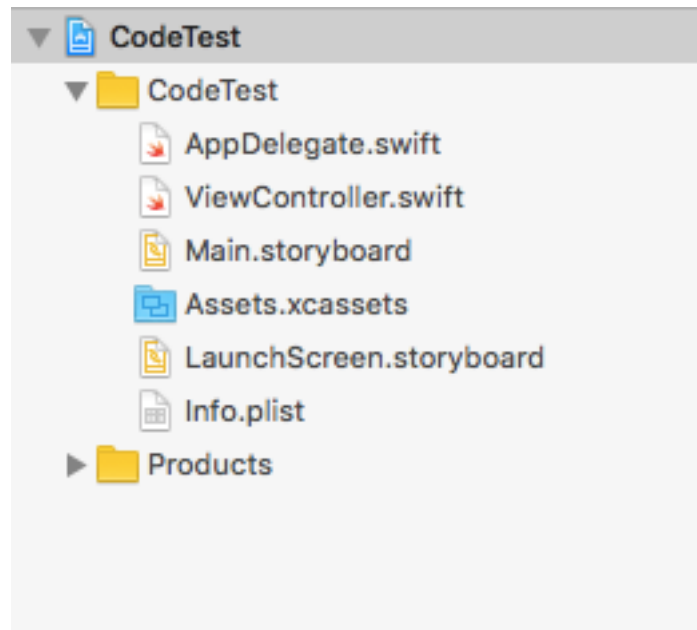 CodeTest
CodeTest
AppDelegate.swift
ViewController.swift
Main.storyboard
Assets.xcassets
LaunchScreen.storyboard
Info.plist
Products